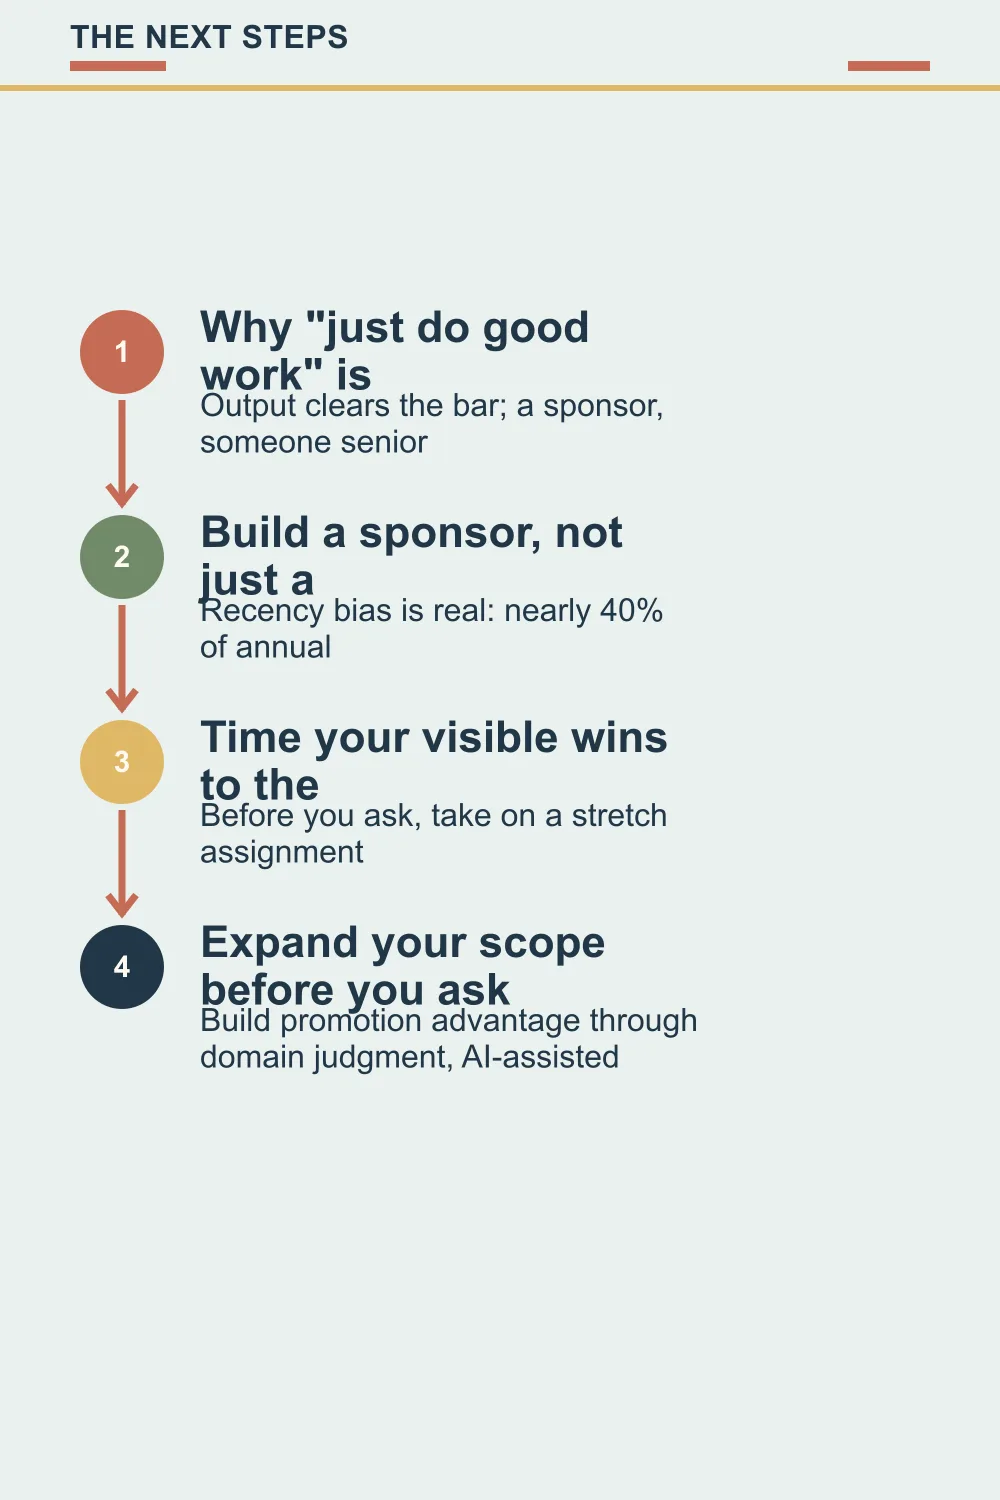 THE NEXT STEPS
1
Why "just do good
work" is
Output clears the bar; a sponsor,
someone senior
2
Build a sponsor, not
just a
Recency bias is real: nearly 40%
of annual
3
Time your visible wins
to the
Before you ask, take on a stretch
assignment
4
Expand your scope
before you ask
Build promotion advantage through
domain judgment, AI-assisted